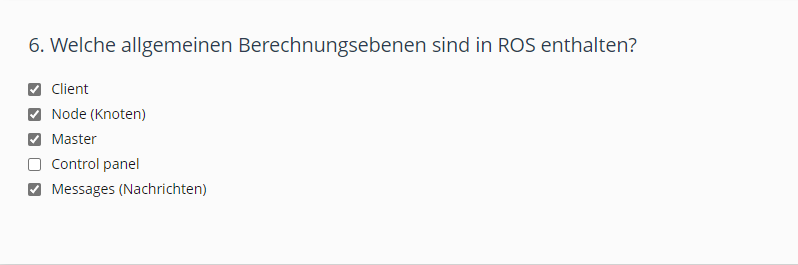 6. Welche allgemeinen Berechnungsebenen sind in ROS enthalten?
Client
Node (Knoten)
Master
Control panel
Messages (Nachrichten)